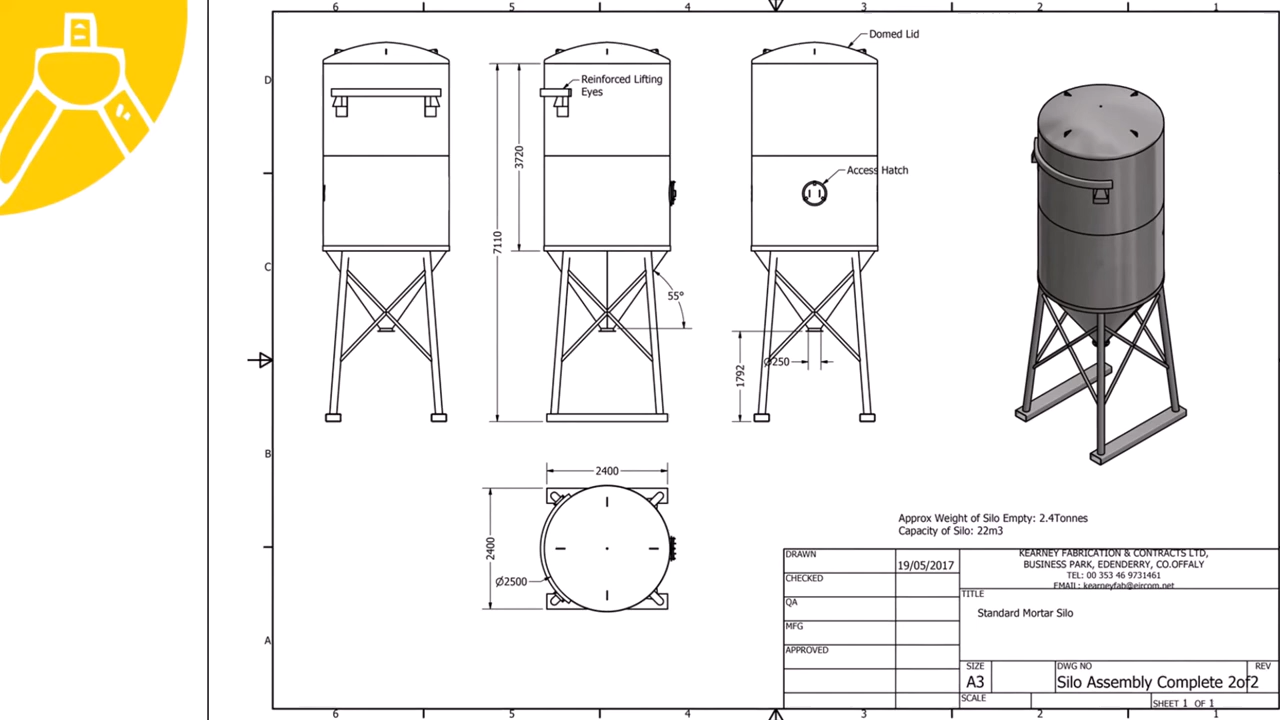 6 5 4 3 2 1
D
C
B
A
Domed Lid
Reinforced Lifting
Eyes
3720
7110
Access Hatch
55°
Ø250
1792
2400
2400
Ø2500
Approx Weight of Silo Empty: 2.4Tonnes
Capacity of Silo: 22m3
DRAWN
19/05/2017
CHECKED
QA
MFG
APPROVED
KEARNEY FABRICATION & CONTRACTS LTD,
BUSINESS PARK, EDENDERRY, CO.OFFALY
TEL: 00 353 46 9731461
EMAIL: kearneyfab@eircom.net
TITLE
Standard Mortar Silo
SIZE
A3
DWG NO
Silo Assembly Complete 2of2
REV
SCALE
SHEET 1 OF 1
6 5 4 3 2 1